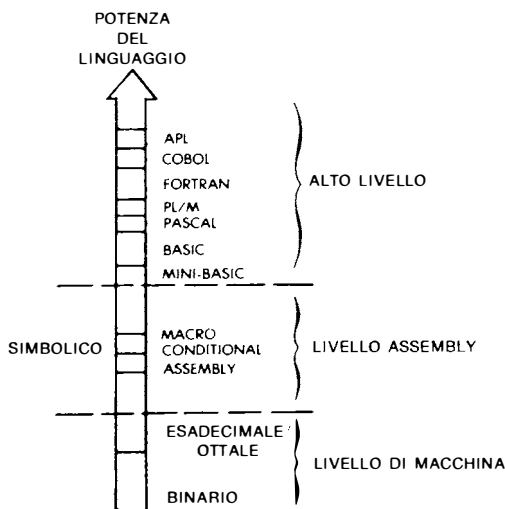 POTENZA
DEL
LINGUAGGIO
APL
COBOL
FORTRAN
PL/M
PASCAL
BASIC
MINI-BASIC
ALTO LIVELLO
SIMBOLICO
MACRO
CONDITIONAL
ASSEMBLY
LIVELLO ASSEMBLY
ESADECIMALE
OTTALE
BINARIO
LIVELLO DI MACCHINA